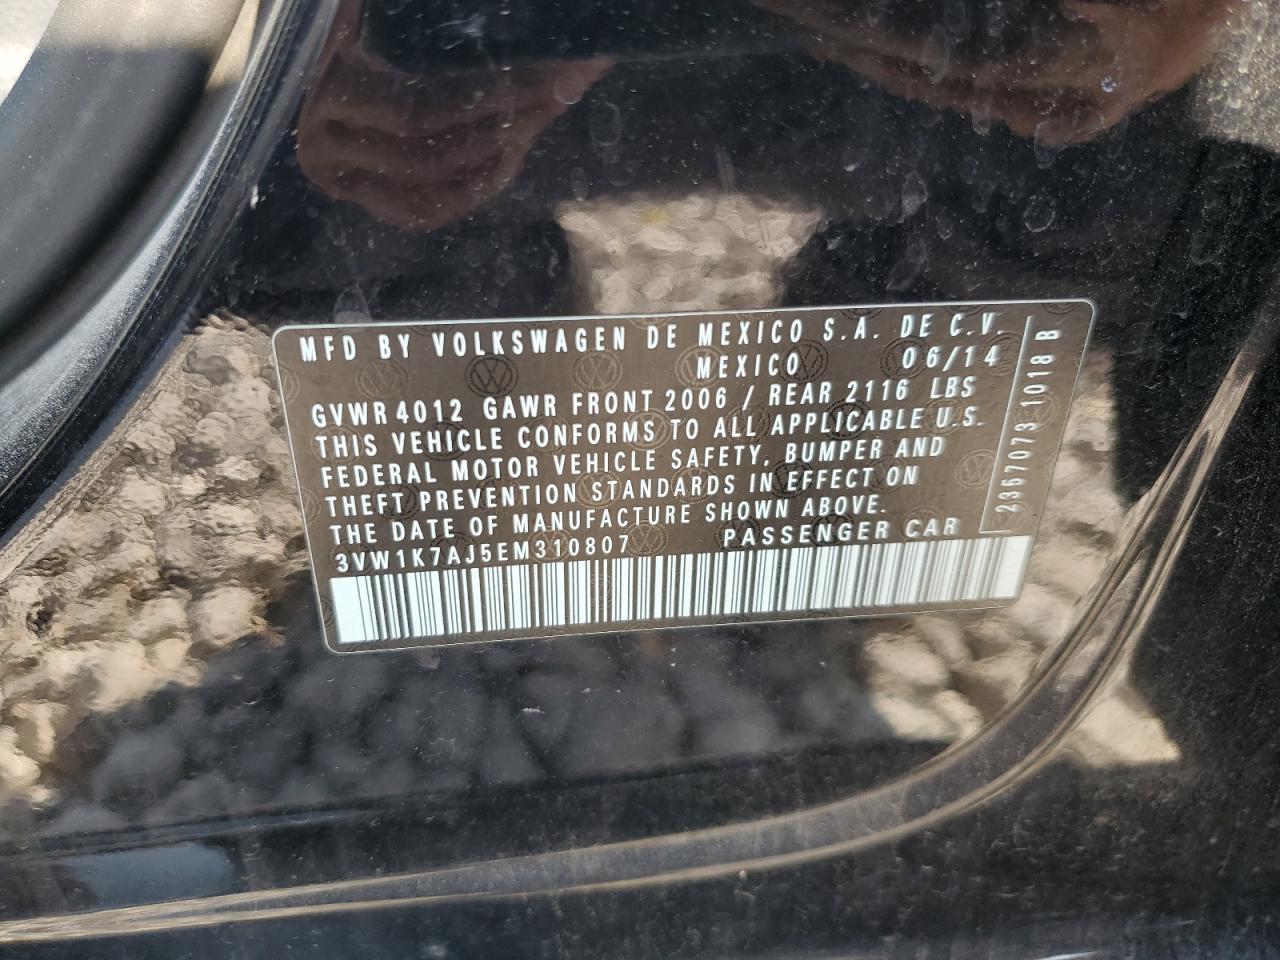 MFD BY VOLKSWAGEN DE MEXICO S.A. DE C.V.
MEXICO 06/14
GVWR 4012 GAWR FRONT 2006 / REAR 2116 LBS
THIS VEHICLE CONFORMS TO ALL APPLICABLE U.S.
FEDERAL MOTOR VEHICLE SAFETY, BUMPER AND
THEFT PREVENTION STANDARDS IN EFFECT ON
THE DATE OF MANUFACTURE SHOWN ABOVE.
3VW1K7AJ5EM310807 PASSENGER CAR
2357073 1018 B